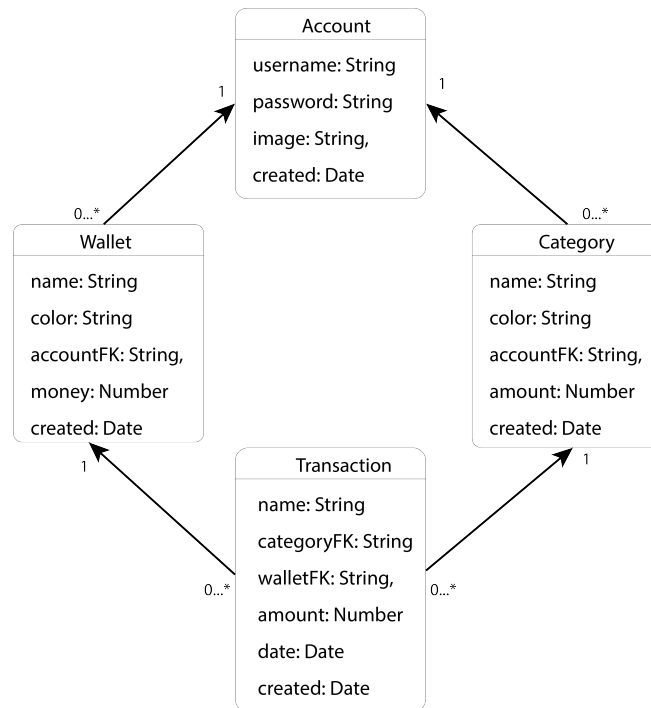 Account
username: String
password: String
image: String,
created: Date
1
1
0...*
0...*
Wallet
name: String
color: String
accountFK: String,
money: Number
created: Date
Category
name: String
color: String
accountFK: String,
amount: Number
created: Date
1
1
Transaction
name: String
categoryFK: String
walletFK: String,
amount: Number
date: Date
created: Date
0...*
0...*